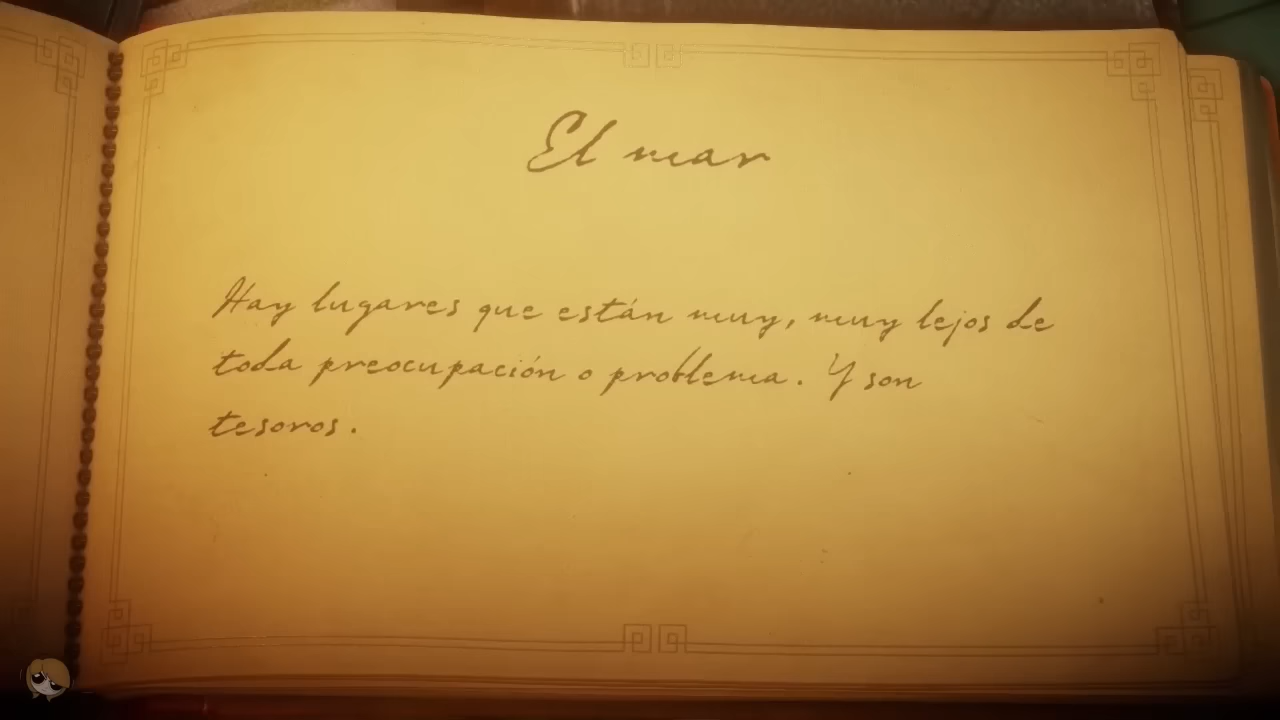 El mar
Hay lugares que están muy, muy lejos de
toda preocupación o problema. Y son
tesoros.